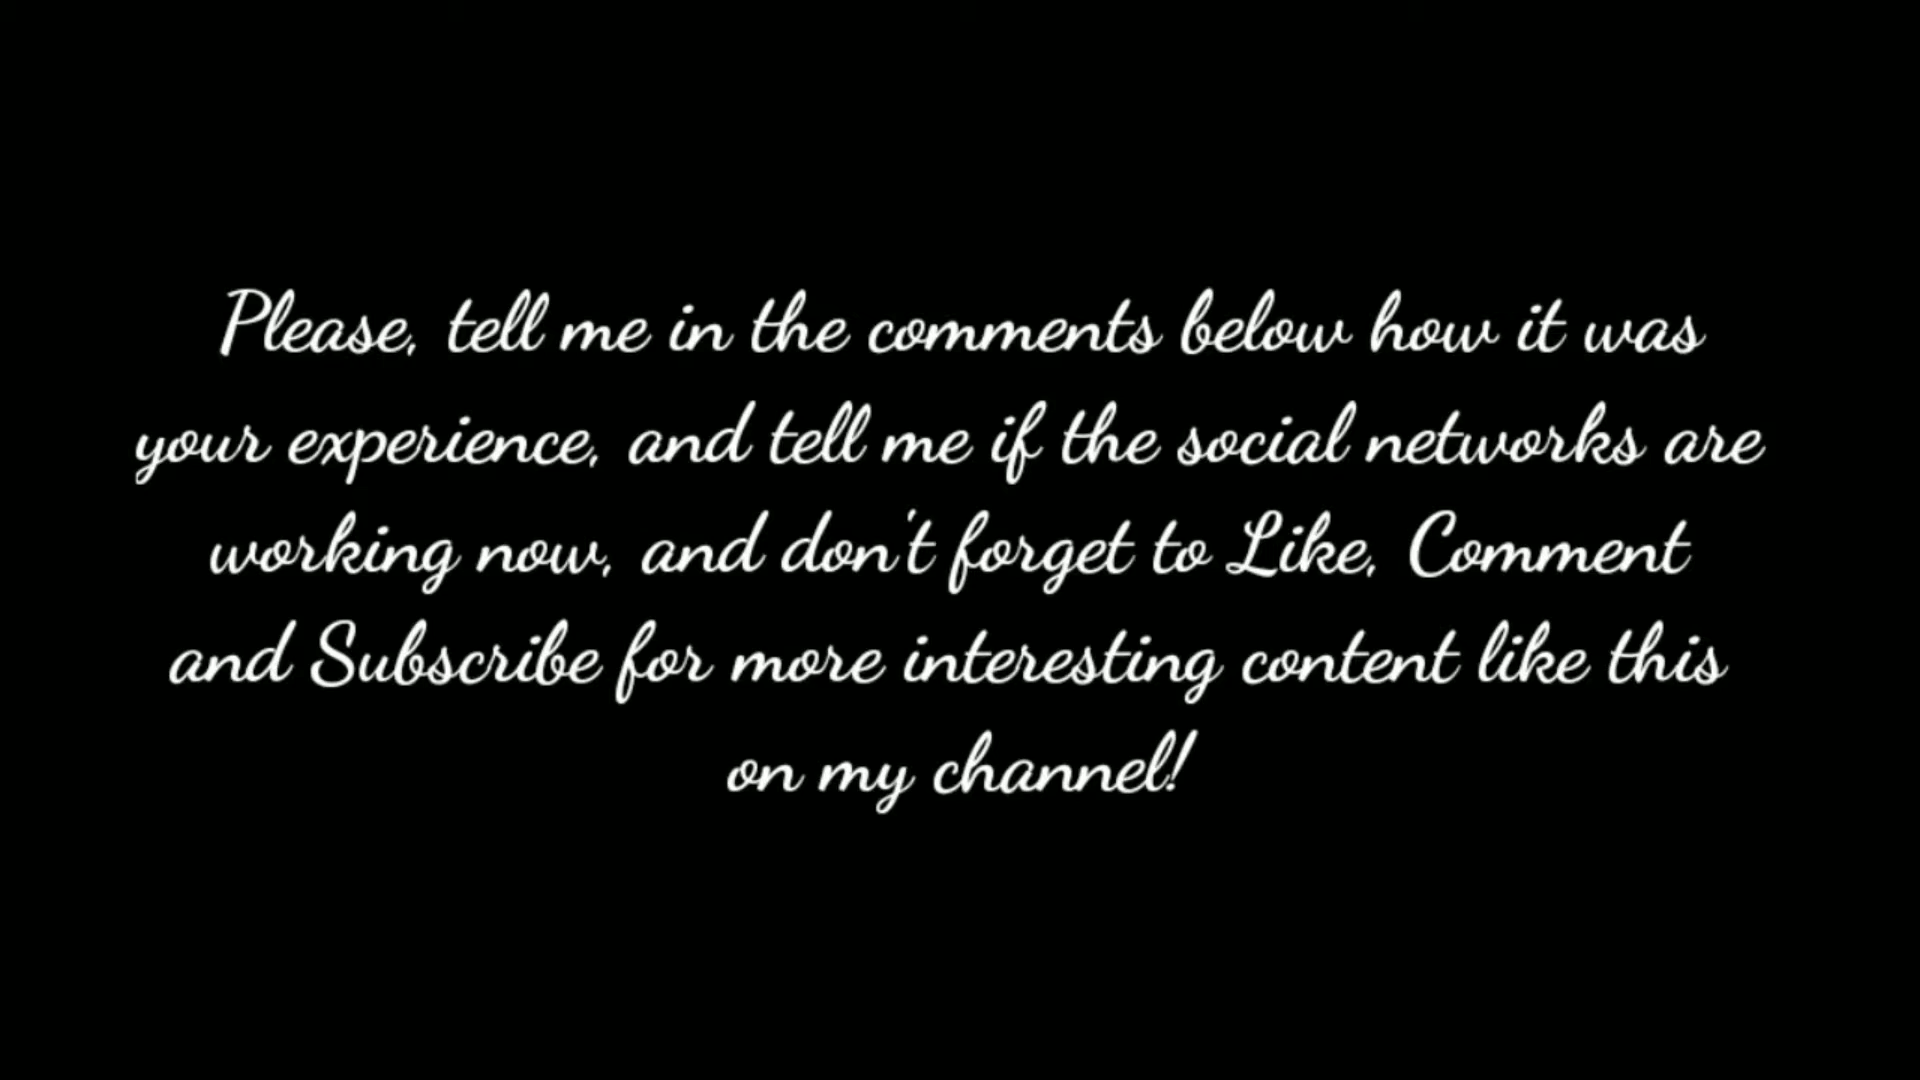 Please, tell me in the comments below how it was
your experience, and tell me if the social networks are
working now, and don't forget to Like, Comment
and Subscribe for more interesting content like this
on my channel!